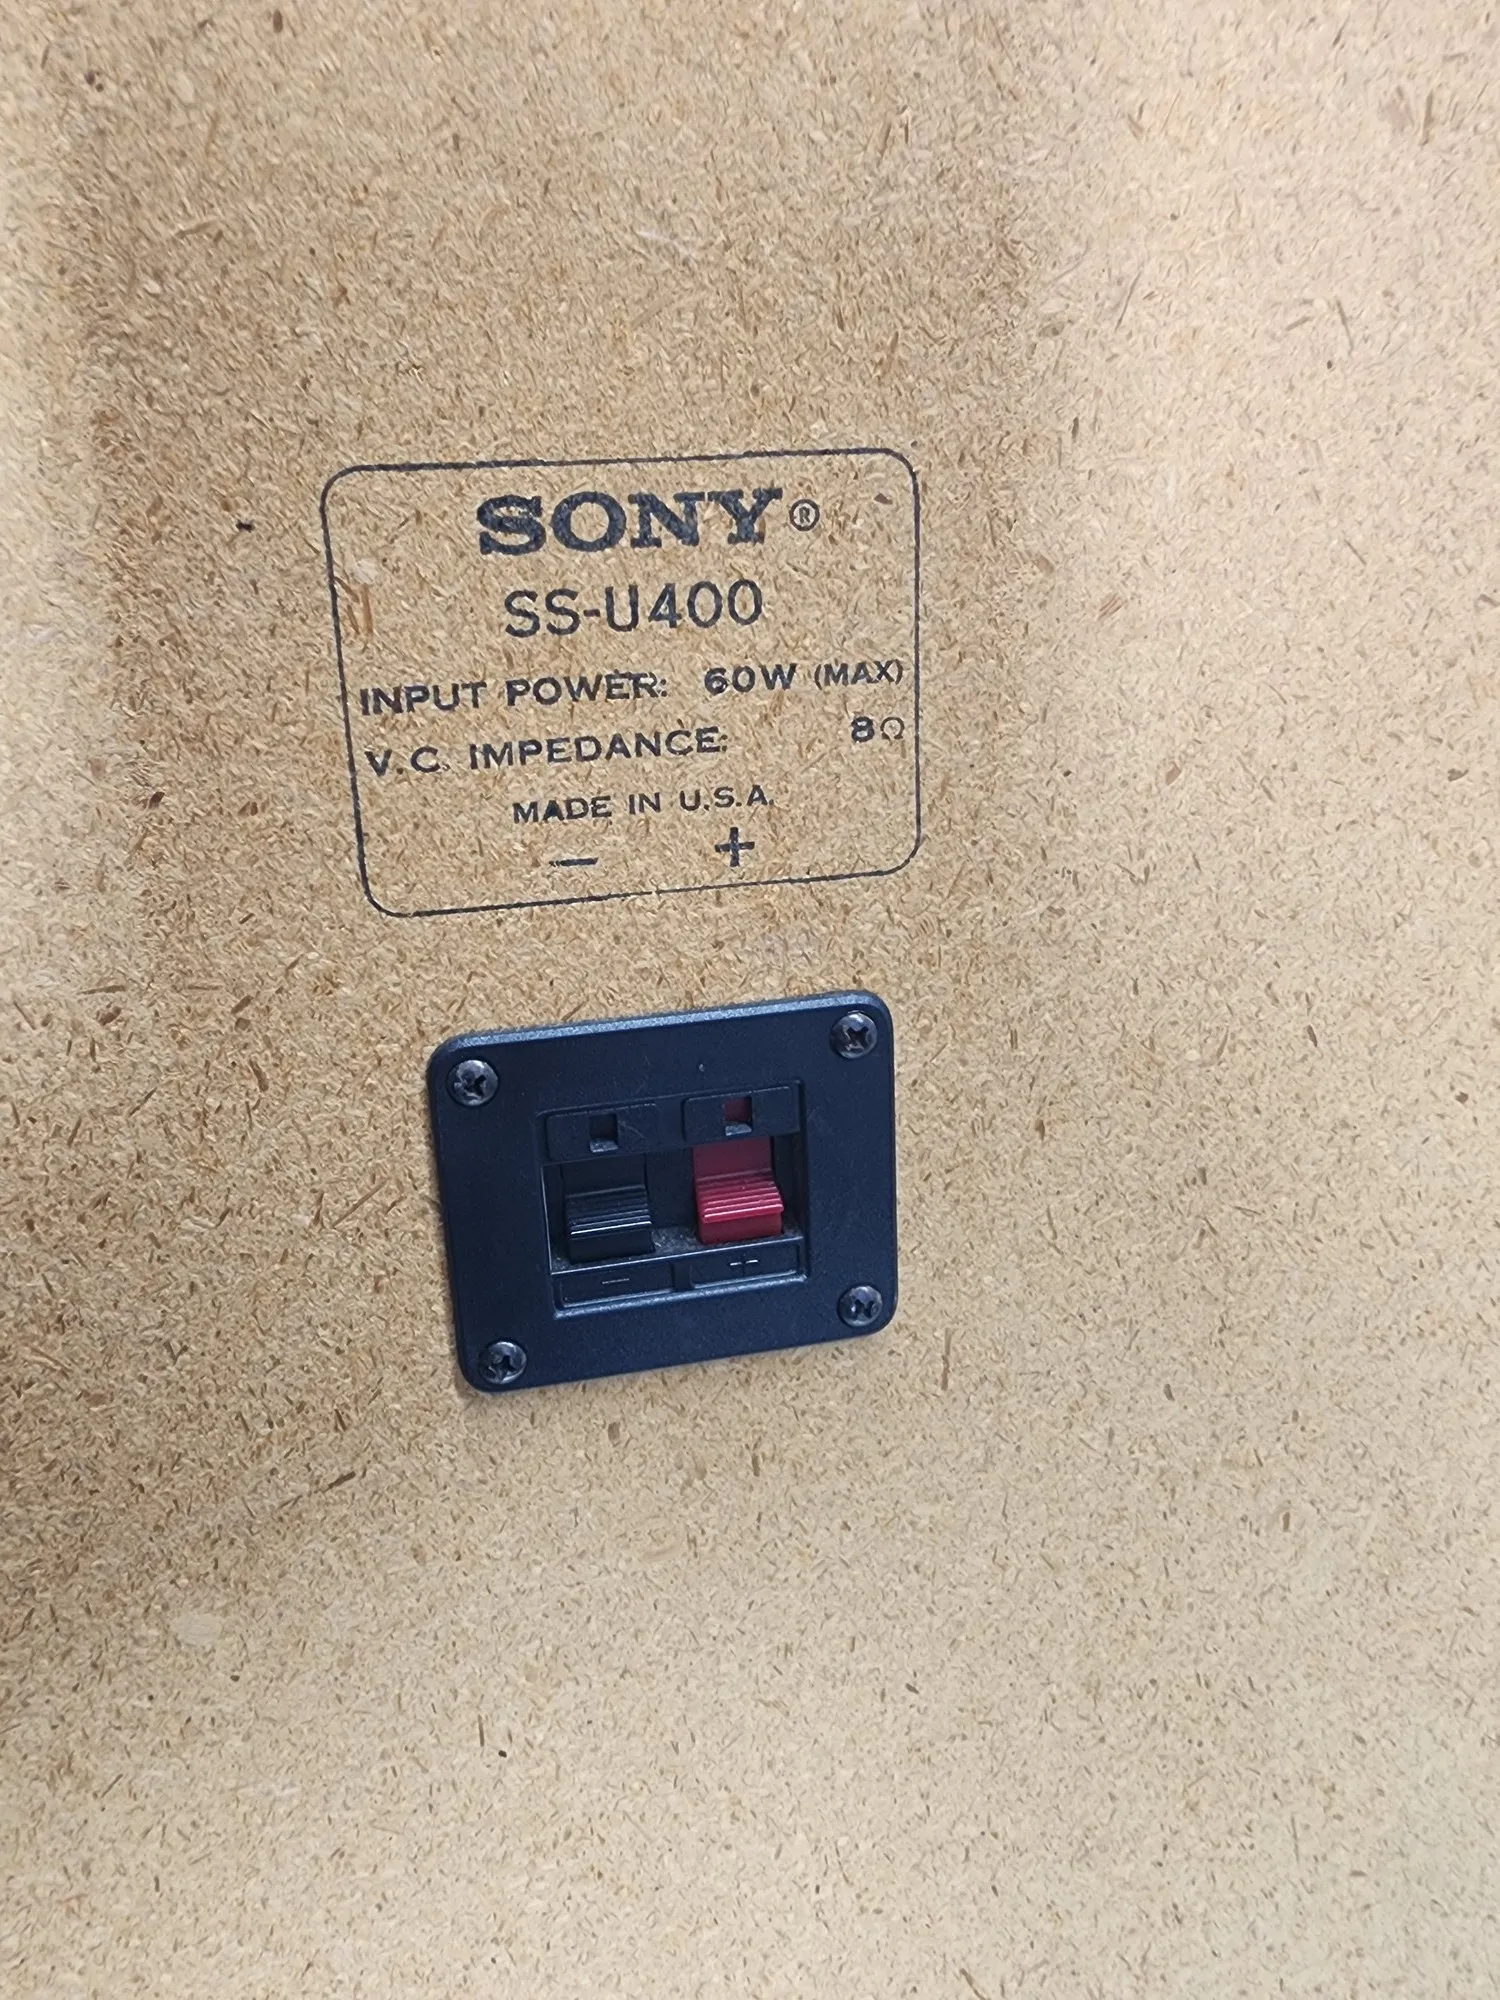 SONY®
SS-U400
INPUT POWER: 60W (MAX)
V.C. IMPEDANCE: 8Ω
MADE IN U.S.A.
− +
− +